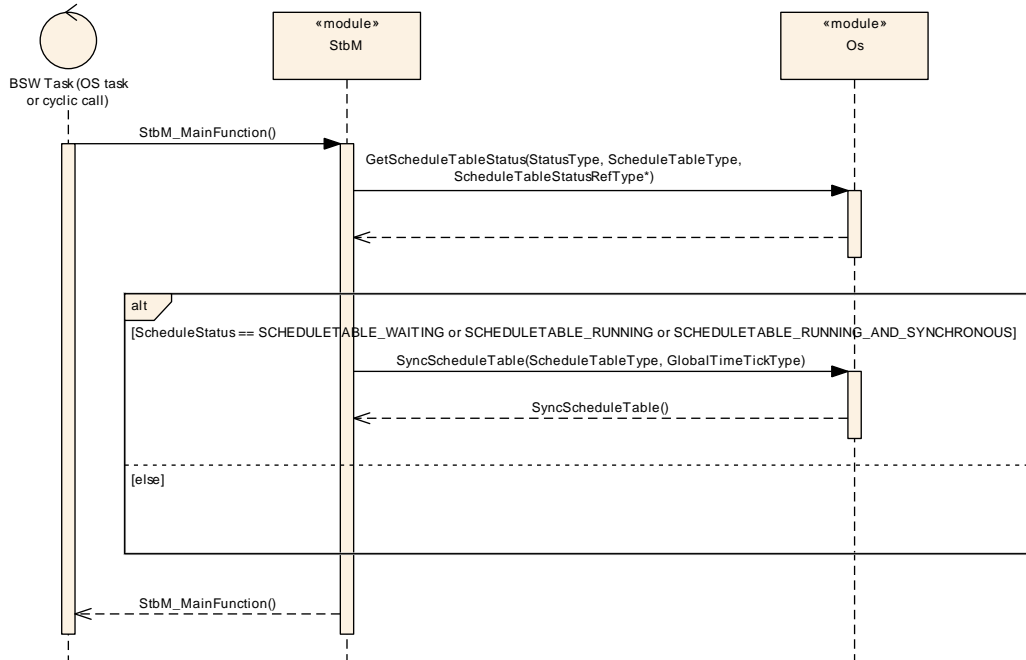 «module»
StbM
«module»
Os
BSW Task (OS task
or cyclic call)
StbM_MainFunction()
GetScheduleTableStatus(StatusType, ScheduleTableType,
ScheduleTableStatusRefType*)
alt
[ScheduleStatus == SCHEDULETABLE_WAITING or SCHEDULETABLE_RUNNING or SCHEDULETABLE_RUNNING_AND_SYNCHRONOUS]
SyncScheduleTable(ScheduleTableType, GlobalTimeTickType)
SyncScheduleTable()
[else]
StbM_MainFunction()